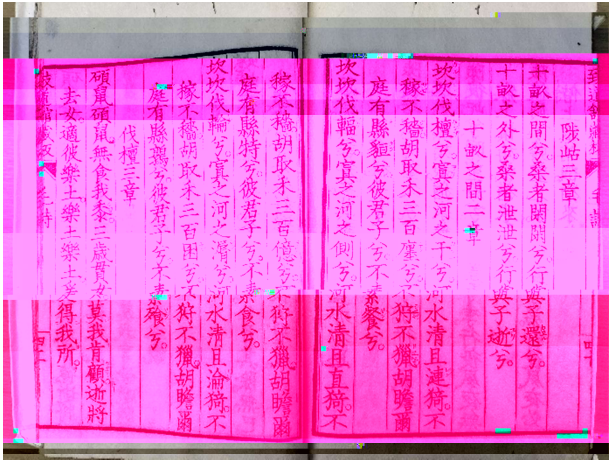 陟岵三章
十畝之間兮。桑者閑閑兮。行與子還兮。
十畝之外兮。桑者泄泄兮。行與子逝兮。
十畝之間二章
坎坎伐檀兮。寘之河之干兮。河水清且漣猗。不
稼不穡胡取禾三百廛兮。不狩不獵胡瞻爾
庭有縣貆兮。彼君子兮。不素餐兮。
坎坎伐輻兮。寘之河之側兮。河水清且直猗。不
稼不穡胡取禾三百億兮。不狩不獵胡瞻爾
庭有縣特兮。彼君子兮。不素食兮。
坎坎伐輪兮。寘之河之漘兮。河水清且淪猗。不
稼不穡胡取禾三百囷兮。不狩不獵胡瞻爾
庭有縣鶉兮。彼君子兮。不素飧兮。
伐檀三章
碩鼠碩鼠無食我黍。三歲貫女莫我肯顧。逝將
去女適彼樂土。樂土樂土爰得我所。